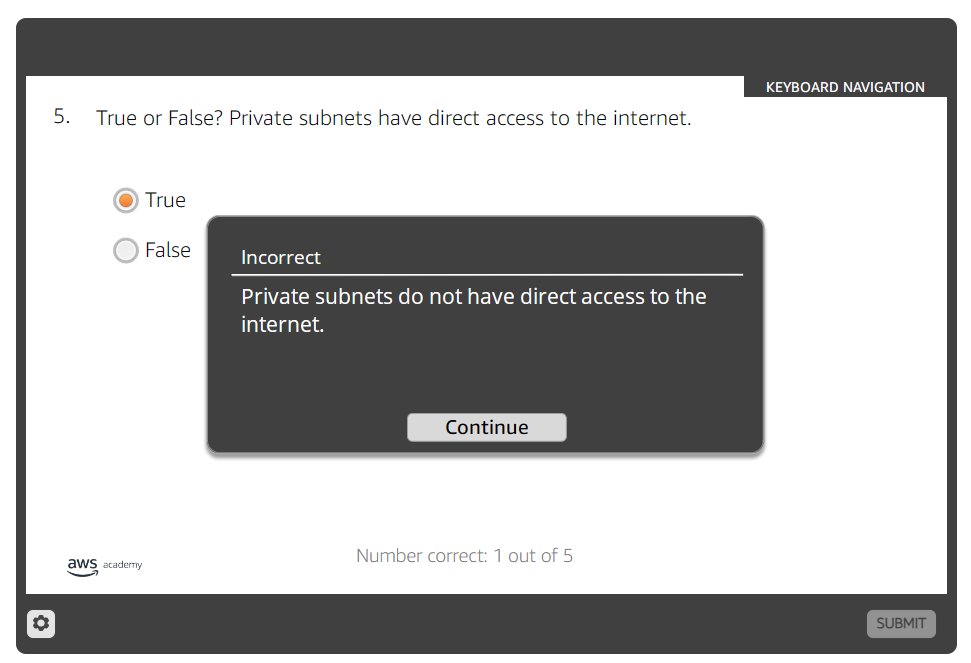 KEYBOARD NAVIGATION
5. True or False? Private subnets have direct access to the internet.
True
False
Incorrect
Private subnets do not have direct access to the
internet.
Continue
Number correct: 1 out of 5
aws academy
SUBMIT